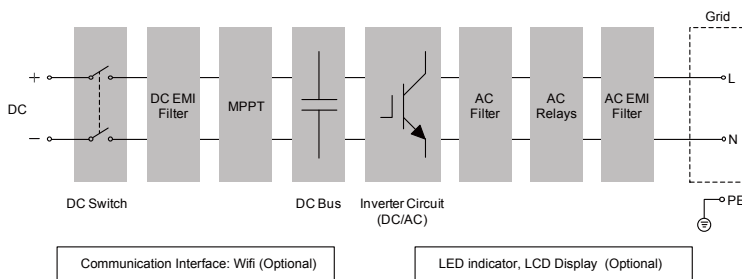 Grid
+
DC
−
DC EMI
Filter
MPPT
AC
Filter
AC
Relays
AC EMI
Filter
L
N
PE
DC Switch
DC Bus
Inverter Circuit
(DC/AC)
Communication Interface: Wifi (Optional)
LED indicator, LCD Display (Optional)